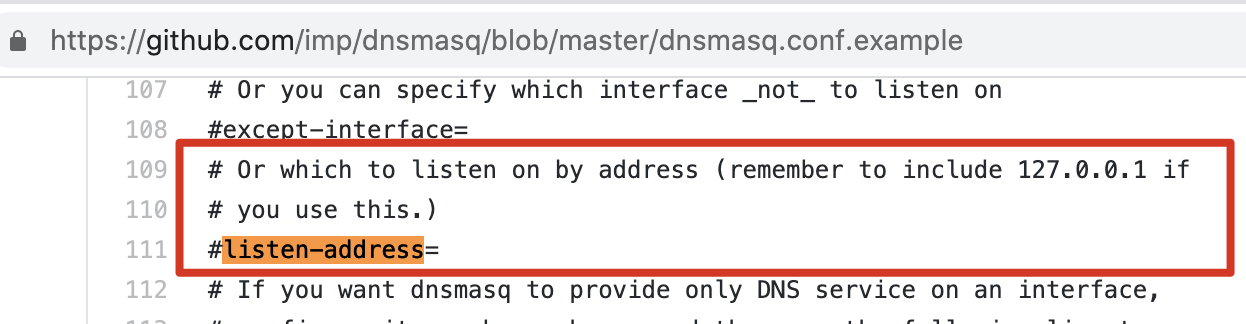 https://github.com/imp/dnsmasq/blob/master/dnsmasq.conf.example
107 # Or you can specify which interface _not_ to listen on
108 #except-interface=
109 # Or which to listen on by address (remember to include 127.0.0.1 if
110 # you use this.)
111 #listen-address=
112 # If you want dnsmasq to provide only DNS service on an interface,